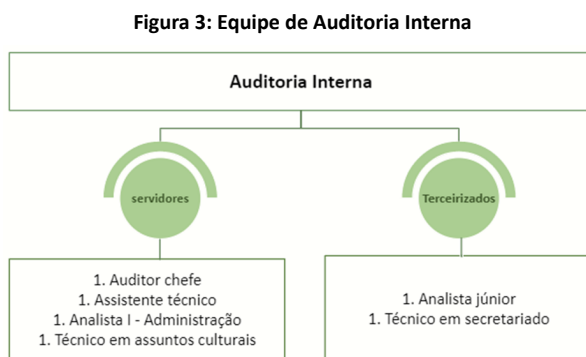 Figura 3: Equipe de Auditoria Interna
Auditoria Interna
servidores
Terceirizados
1. Auditor chefe
1. Assistente técnico
1. Analista I - Administração
1. Técnico em assuntos culturais
1. Analista júnior
1. Técnico em secretariado